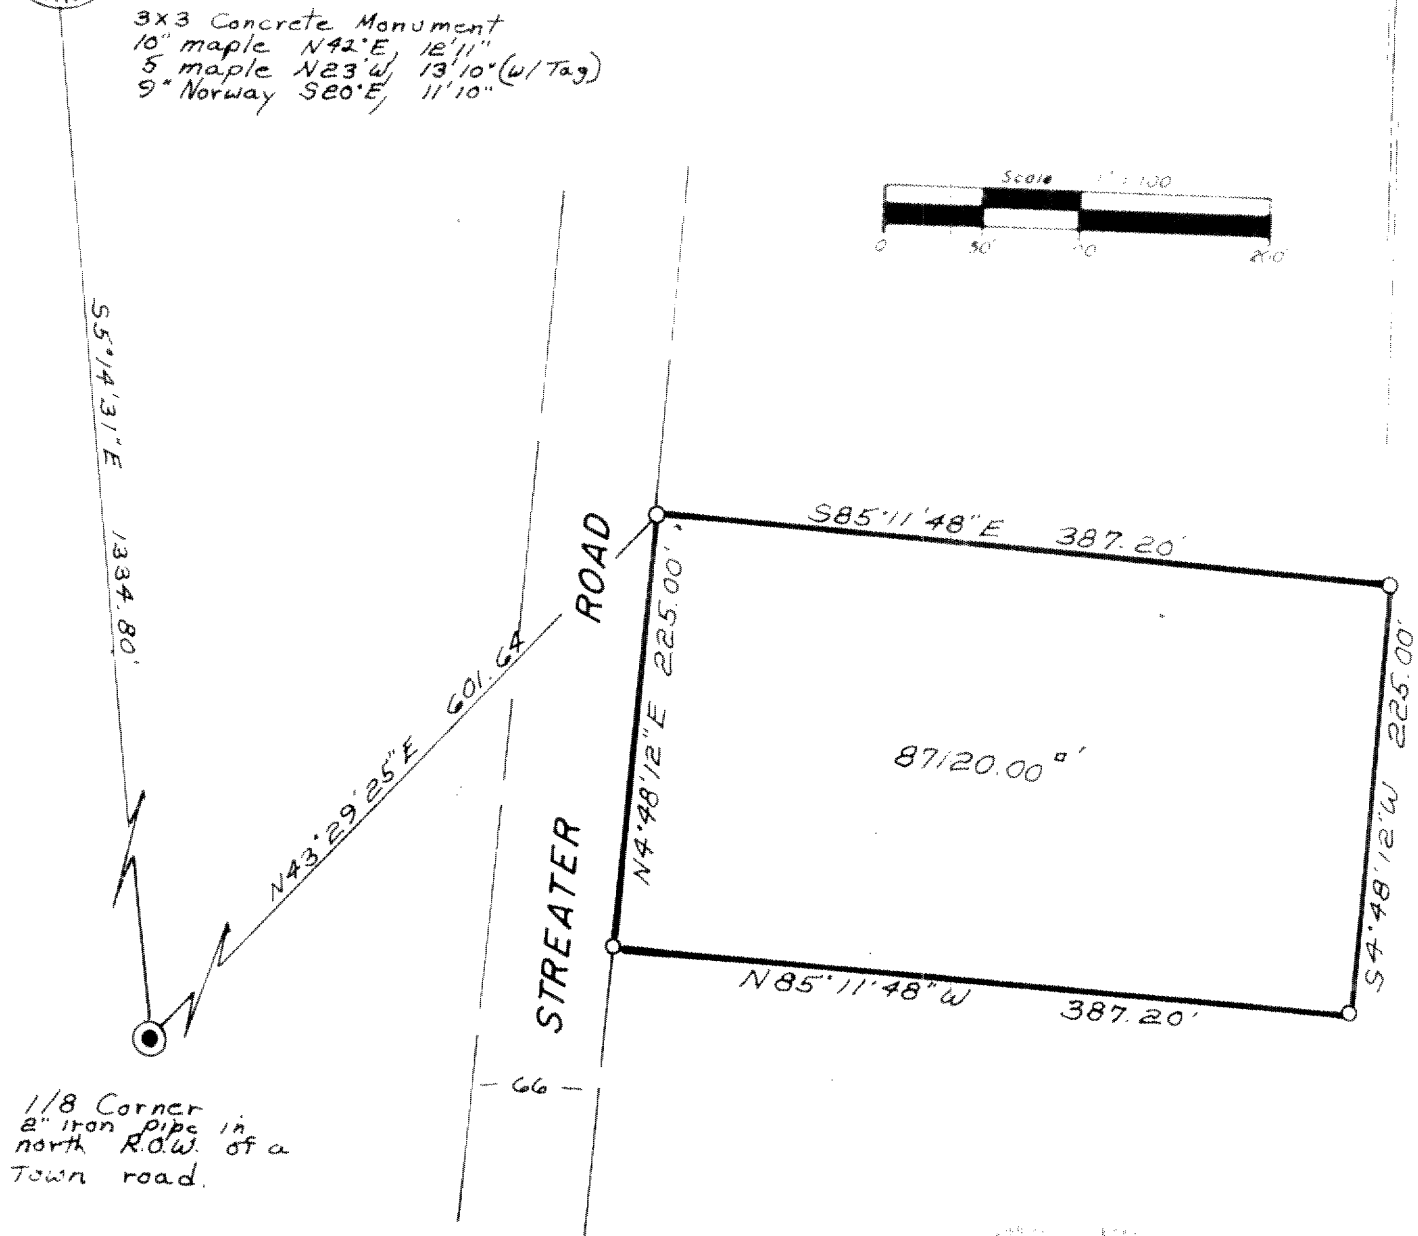 3x3 Concrete Monument
10" maple N42°E, 12'11"
5 maple N23°W, 13'10" (w/Tag)
9" Norway S20°E, 11'10"
Scale 1"=100
0 50' 200'
S5°14'31"E 1334.80'
S85°11'48"E 387.20'
ROAD
N4°48'12"E 225.00'
601.64
N43°29'25"E
87120.00 □'
S4°48'12"W 225.00'
STREATER
N85°11'48"W 387.20'
66
1/8 Corner
2" iron pipe in
north R.O.W. of a
Town road.